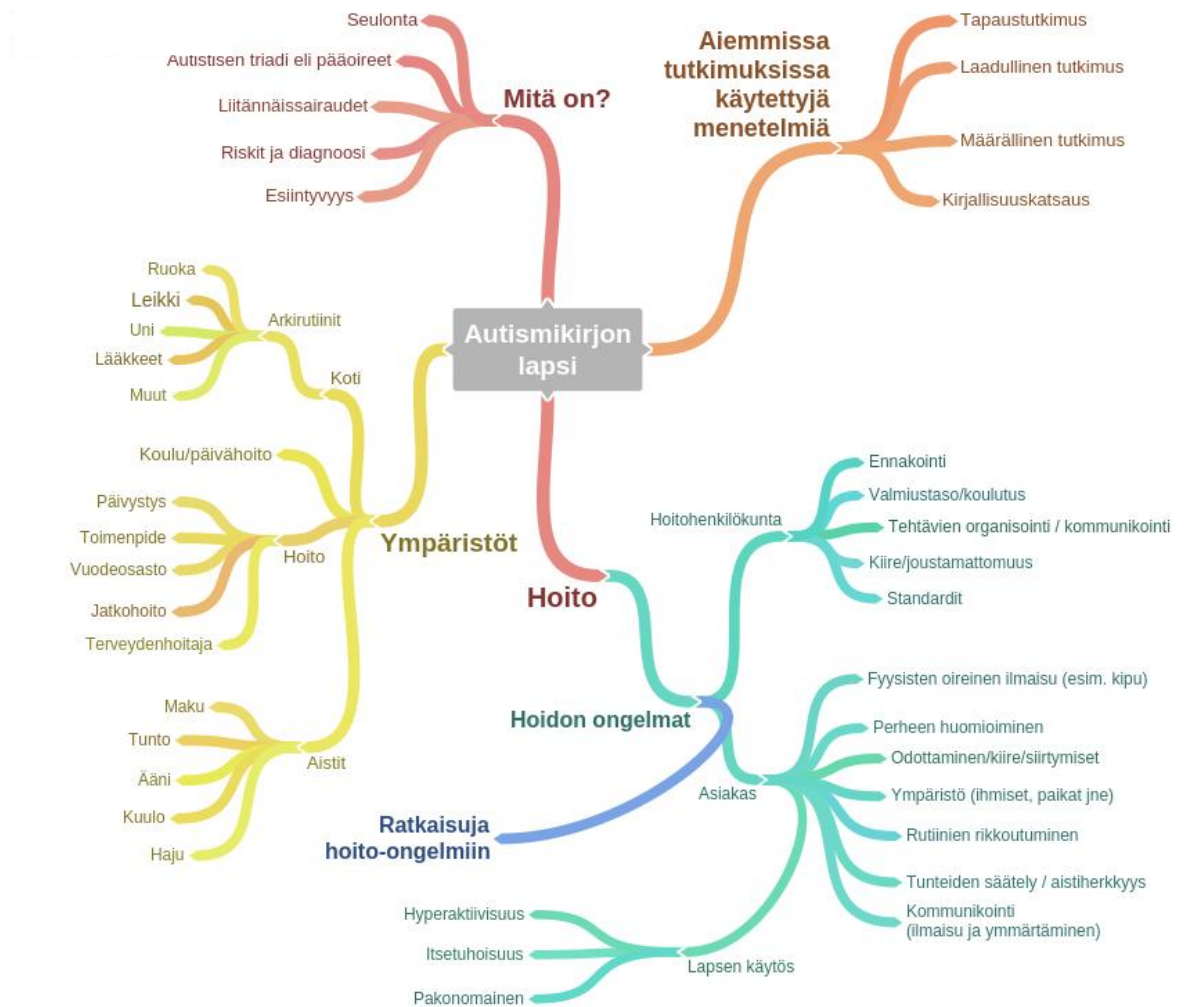 Seulonta
Autistisen triadi eli pääoireet
Liitännäissairaudet
Riskit ja diagnoosi
Esiintyvyys
Mitä on?
Aiemmissa
tutkimuksissa
käytettyjä
menetelmiä
Tapaustutkimus
Laadullinen tutkimus
Määrällinen tutkimus
Kirjallisuuskatsaus
Autismikirjon
lapsi
Ruoka
Leikki
Uni
Lääkkeet
Muut
Arkirutiinit
Koti
Koulu/päivähoito
Päivystys
Toimenpide
Vuodeosasto
Jatkohoito
Terveydenhoitaja
Hoito
Ympäristöt
Maku
Tunto
Ääni
Kuulo
Haju
Aistit
Hoito
Hoidon ongelmat
Hoitohenkilökunta
Ennakointi
Valmiustaso/koulutus
Tehtävien organisointi / kommunikointi
Kiire/joustamattomuus
Standardit
Asiakas
Fyysisten oireinen ilmaisu (esim. kipu)
Perheen huomioiminen
Odottaminen/kiire/siirtymiset
Ympäristö (ihmiset, paikat jne)
Rutiinien rikkoutuminen
Tunteiden säätely / aistiherkkyys
Kommunikointi
(ilmaisu ja ymmärtäminen)
Ratkaisuja
hoito-ongelmiin
Hyperaktiivisuus
Itsetuhoisuus
Pakonomainen
Lapsen käytös